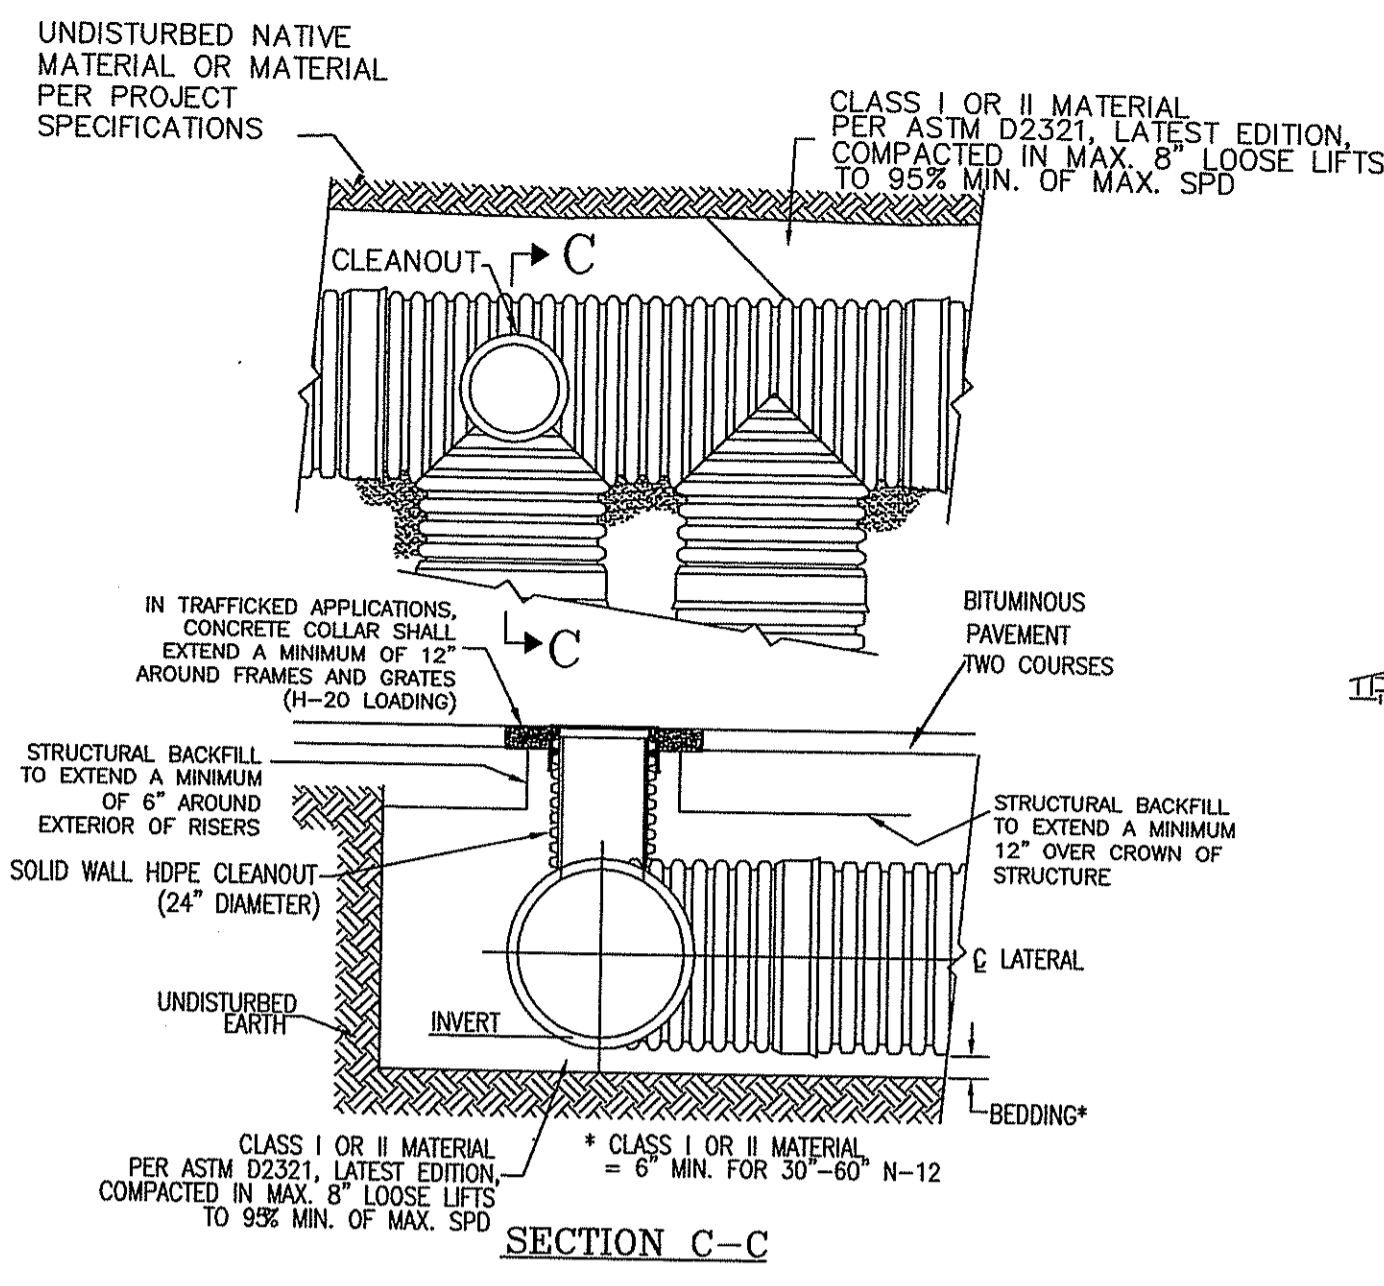 UNDISTURBED NATIVE
MATERIAL OR MATERIAL
PER PROJECT
SPECIFICATIONS
CLASS I OR II MATERIAL
PER ASTM D2321, LATEST EDITION,
COMPACTED IN MAX. 8" LOOSE LIFTS
TO 95% MIN. OF MAX. SPD
CLEANOUT
C
IN TRAFFICKED APPLICATIONS,
CONCRETE COLLAR SHALL
EXTEND A MINIMUM OF 12"
AROUND FRAMES AND GRATES
(H-20 LOADING)
C
BITUMINOUS
PAVEMENT
TWO COURSES
STRUCTURAL BACKFILL
TO EXTEND A MINIMUM
OF 6" AROUND
EXTERIOR OF RISERS
SOLID WALL HDPE CLEANOUT
(24" DIAMETER)
STRUCTURAL BACKFILL
TO EXTEND A MINIMUM
12" OVER CROWN OF
STRUCTURE
℄ LATERAL
UNDISTURBED
EARTH
INVERT
BEDDING*
CLASS I OR II MATERIAL
PER ASTM D2321, LATEST EDITION,
COMPACTED IN MAX. 8" LOOSE LIFTS
TO 95% MIN. OF MAX. SPD
* CLASS I OR II MATERIAL
= 6" MIN. FOR 30"-60" N-12
SECTION C-C